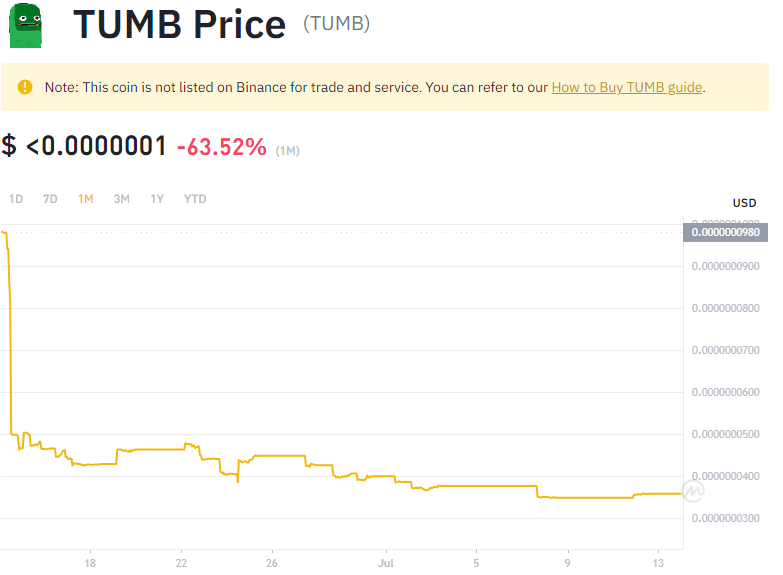 TUMB Price (TUMB)
Note: This coin is not listed on Binance for trade and service. You can refer to our How to Buy TUMB guide.
$ <0.0000001 -63.52% (1M)
1D 7D 1M 3M 1Y YTD
USD
0.0000000980
0.0000000900
0.0000000800
0.0000000700
0.0000000600
0.0000000500
0.0000000400
0.0000000300
18 22 26 Jul 5 9 13